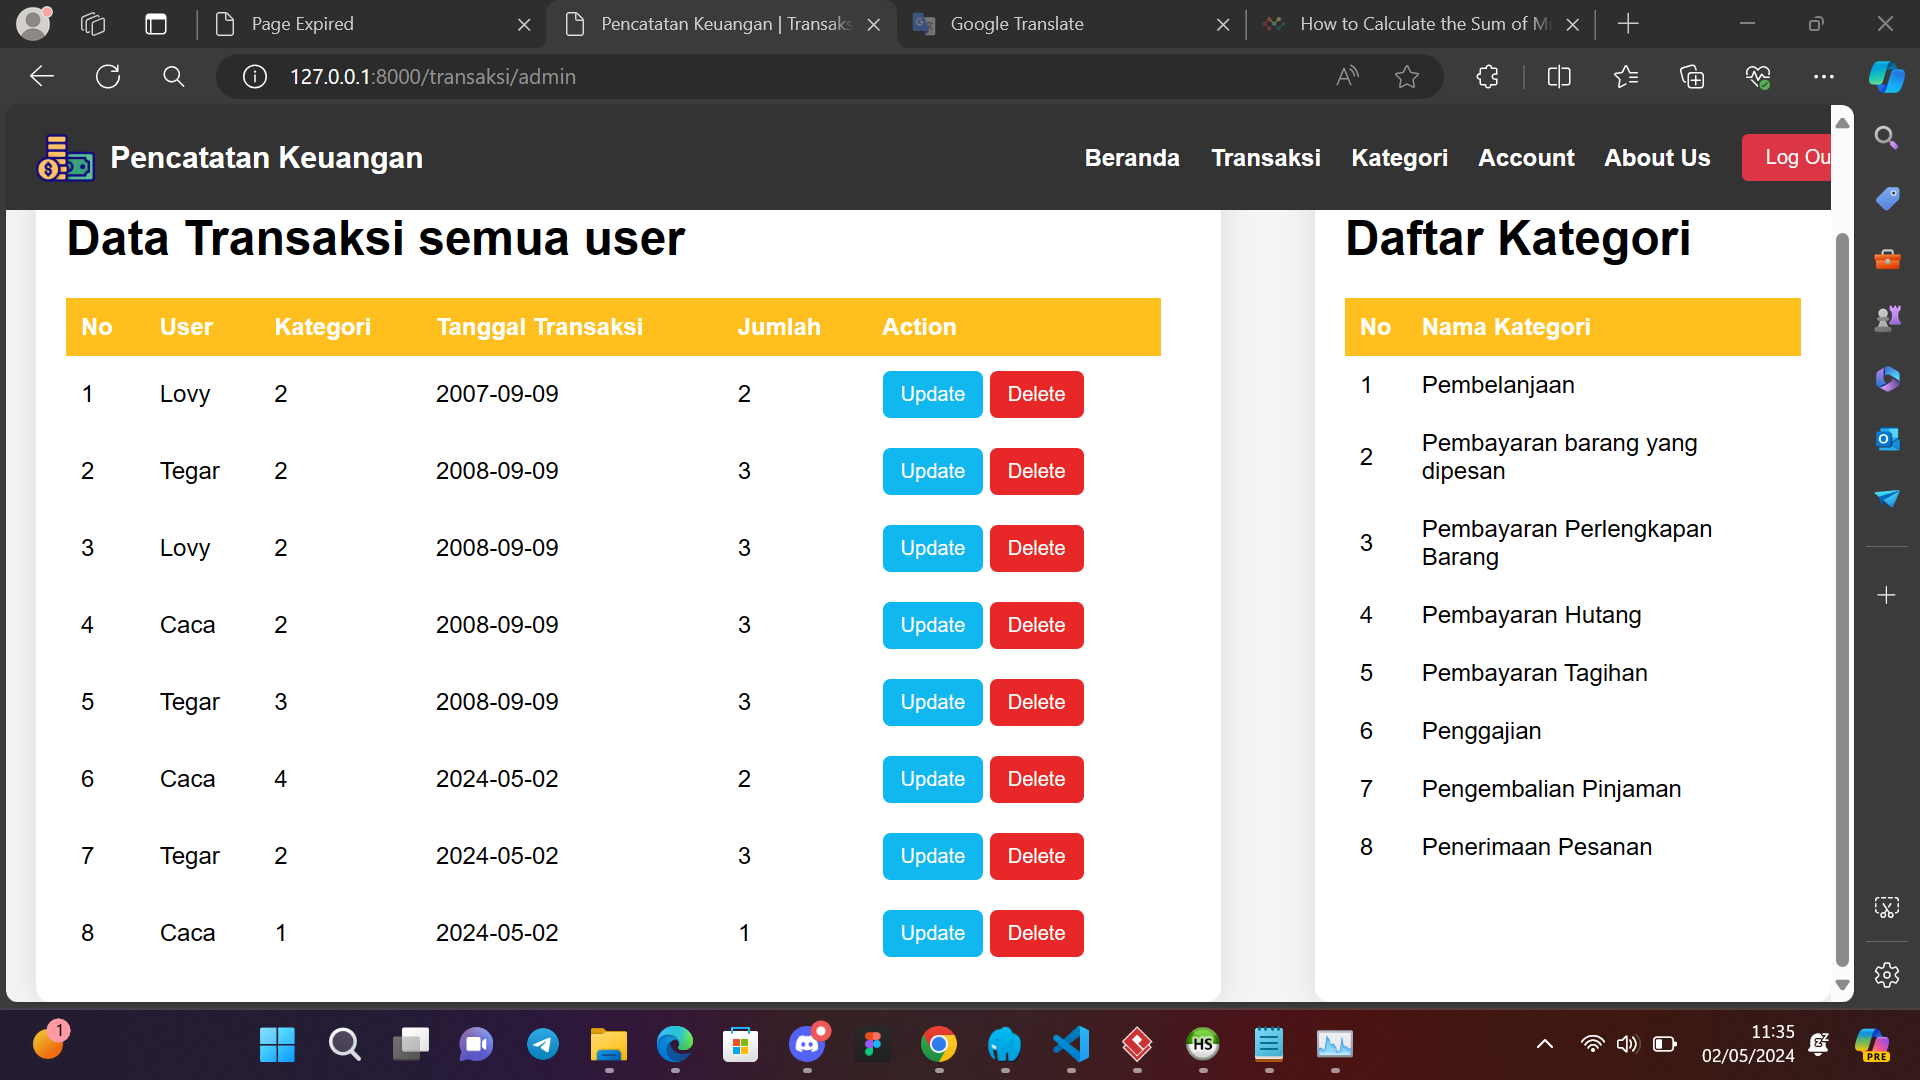 Page Expired
Pencatatan Keuangan | Transaks
Google Translate
How to Calculate the Sum of M
127.0.0.1:8000/transaksi/admin
Pencatatan Keuangan
Beranda Transaksi Kategori Account About Us Log Ou
Data Transaksi semua user
No User Kategori Tanggal Transaksi Jumlah Action
1 Lovy 2 2007-09-09 2 Update Delete
2 Tegar 2 2008-09-09 3 Update Delete
3 Lovy 2 2008-09-09 3 Update Delete
4 Caca 2 2008-09-09 3 Update Delete
5 Tegar 3 2008-09-09 3 Update Delete
6 Caca 4 2024-05-02 2 Update Delete
7 Tegar 2 2024-05-02 3 Update Delete
8 Caca 1 2024-05-02 1 Update Delete
Daftar Kategori
No Nama Kategori
1 Pembelanjaan
2 Pembayaran barang yang
dipesan
3 Pembayaran Perlengkapan
Barang
4 Pembayaran Hutang
5 Pembayaran Tagihan
6 Penggajian
7 Pengembalian Pinjaman
8 Penerimaan Pesanan
1
HS
11:35
02/05/2024
PRE